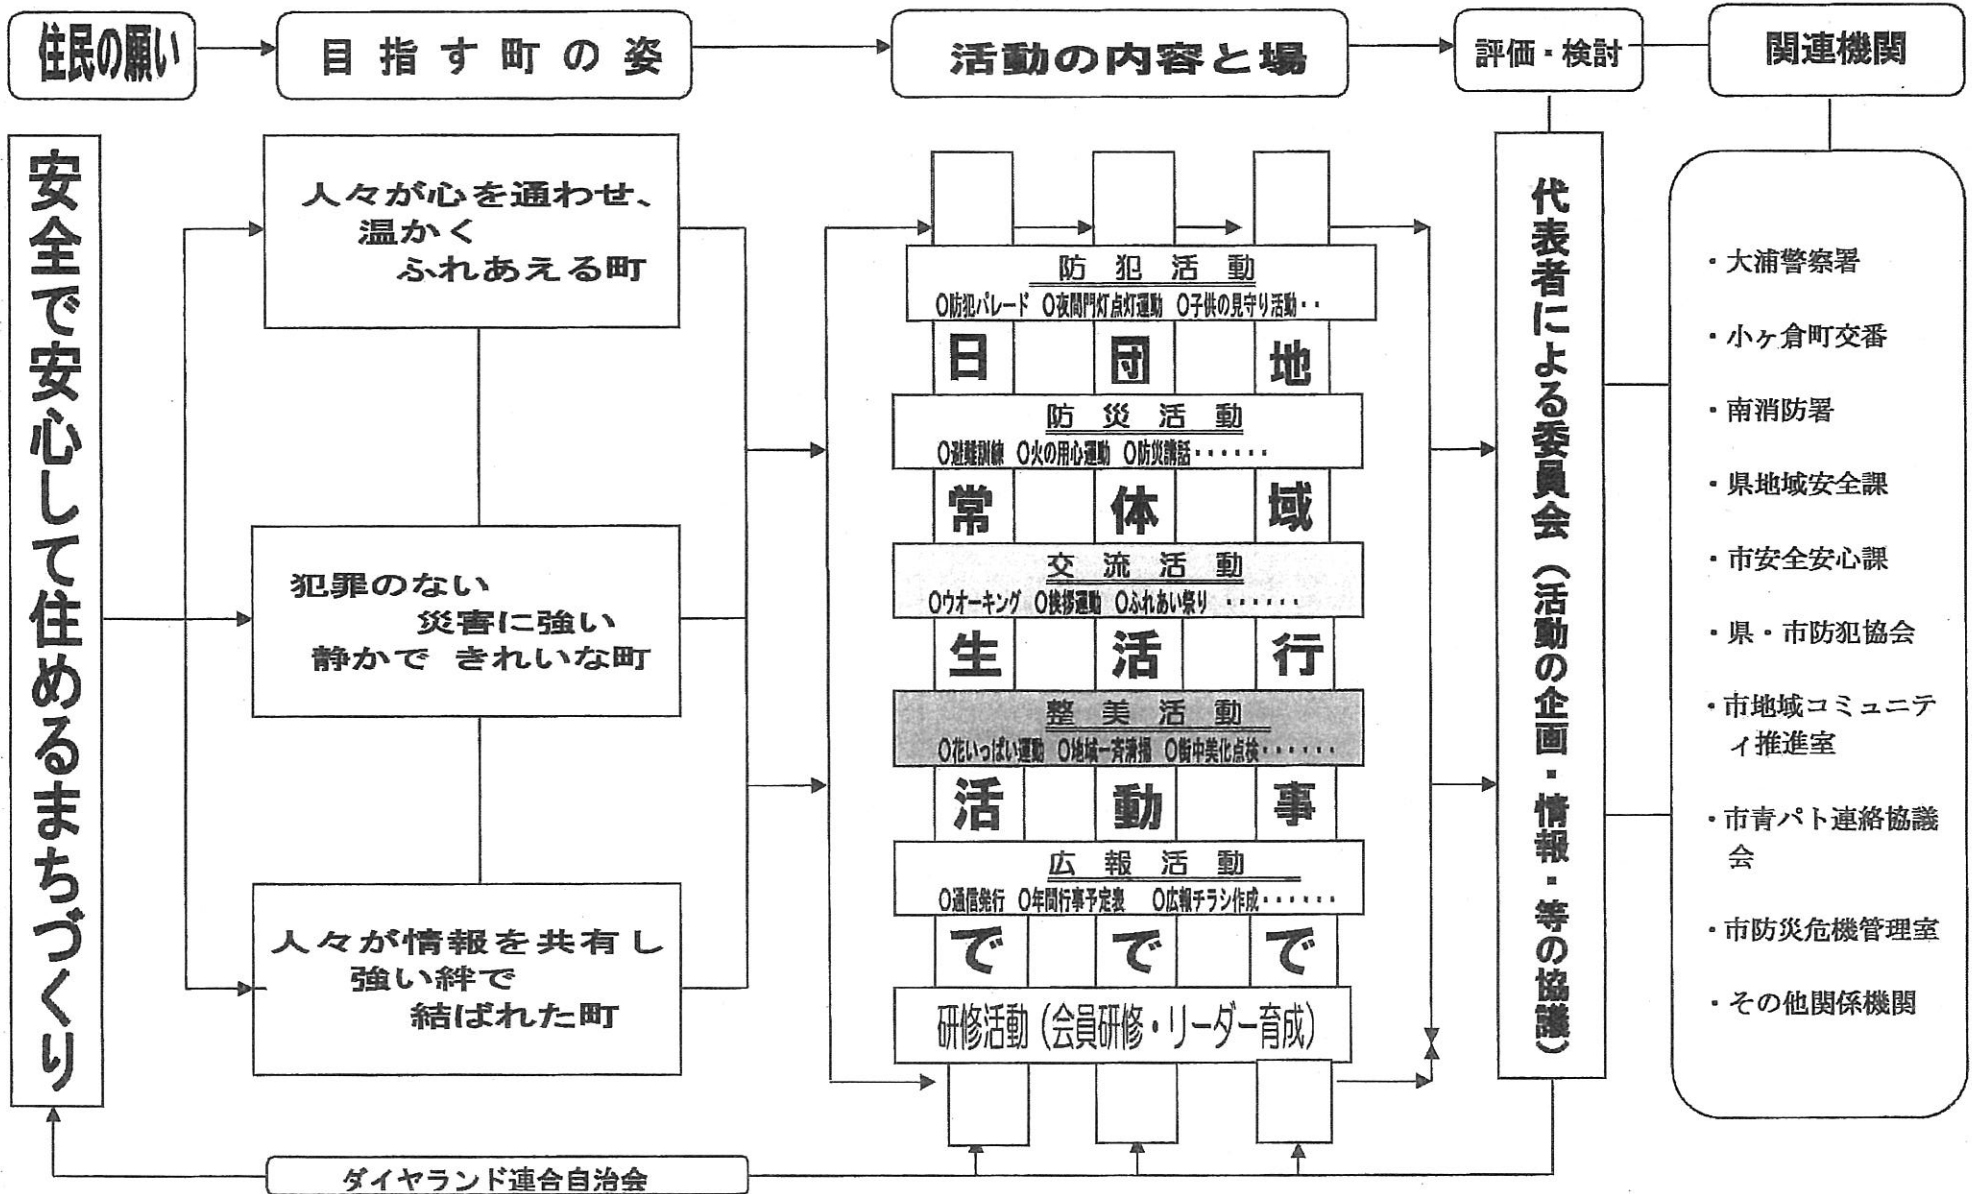 住民の願い
目指す町の姿
活動の内容と場
評価・検討
関連機関
安全で安心して住めるまちづくり
人々が心を通わせ、
温かく
ふれあえる町
犯罪のない
災害に強い
静かで きれいな町
人々が情報を共有し
強い絆で
結ばれた町
防犯活動
〇防犯パレード 〇夜間門灯点灯運動 〇子供の見守り活動・・
防災活動
〇避難訓練 〇火の用心運動 〇防災講話・・・・・・
交流活動
〇ウオーキング 〇挨拶運動 〇ふれあい祭り ・・・・・・
整美活動
〇花いっぱい運動 〇地域一斉清掃 〇街中美化点検・・・・・・
広報活動
〇通信発行 〇年間行事予定表 〇広報チラシ作成・・・・・・
研修活動(会員研修・リーダー育成)
日常生活で
団体活動で
地域行事で
代表者による委員会(活動の企画・情報・等の協議)
・大浦警察署
・小ヶ倉町交番
・南消防署
・県地域安全課
・市安全安心課
・県・市防犯協会
・市地域コミュニテ
ィ推進室
・市青パト連絡協議
会
・市防災危機管理室
・その他関係機関
ダイヤランド連合自治会